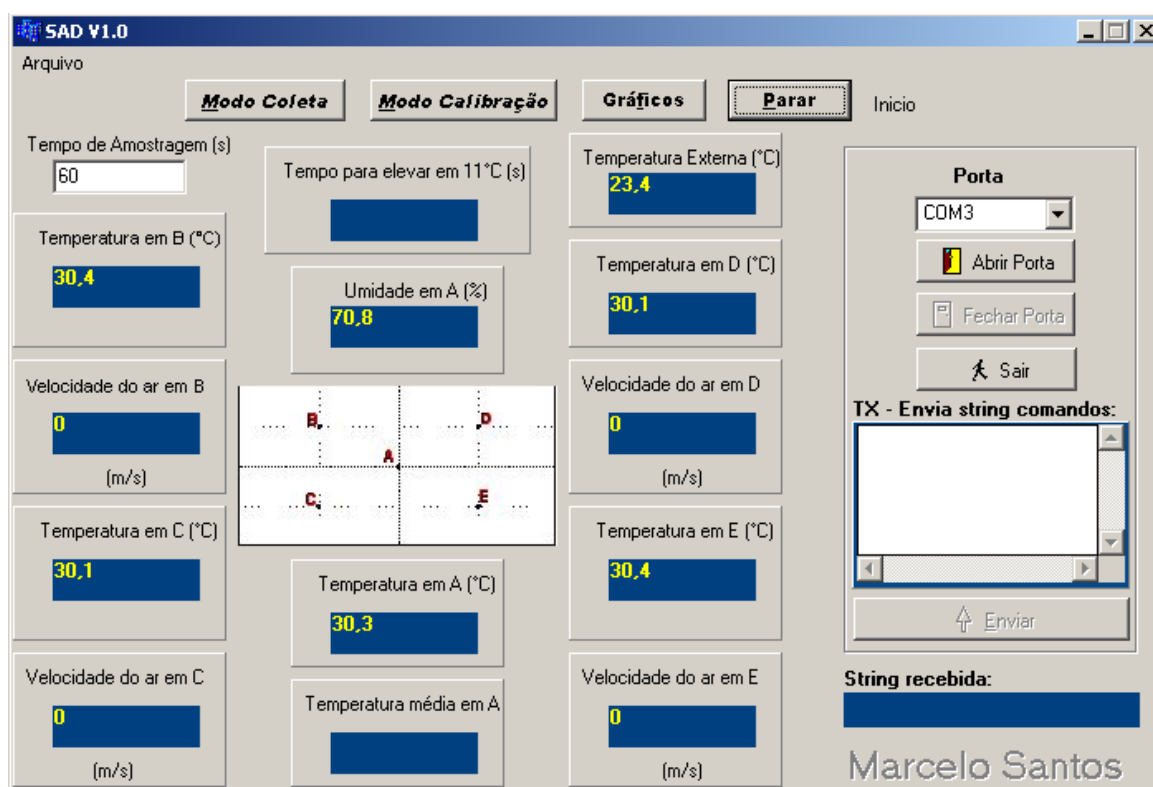 SAD V1.0
Arquivo
Modo Coleta
Modo Calibração
Gráficos
Parar
Inicio
Tempo de Amostragem (s)
60
Temperatura em B (°C)
30,4
Velocidade do ar em B
0
(m/s)
Temperatura em C (°C)
30,1
Velocidade do ar em C
0
(m/s)
Tempo para elevar em 11°C (s)
Umidade em A (%)
70,8
B
D
A
C
E
Temperatura em A (°C)
30,3
Temperatura média em A
Temperatura Externa (°C)
23,4
Temperatura em D (°C)
30,1
Velocidade do ar em D
0
(m/s)
Temperatura em E (°C)
30,4
Velocidade do ar em E
0
(m/s)
Porta
COM3
Abrir Porta
Fechar Porta
Sair
TX - Envia string comandos:
Enviar
String recebida:
Marcelo Santos